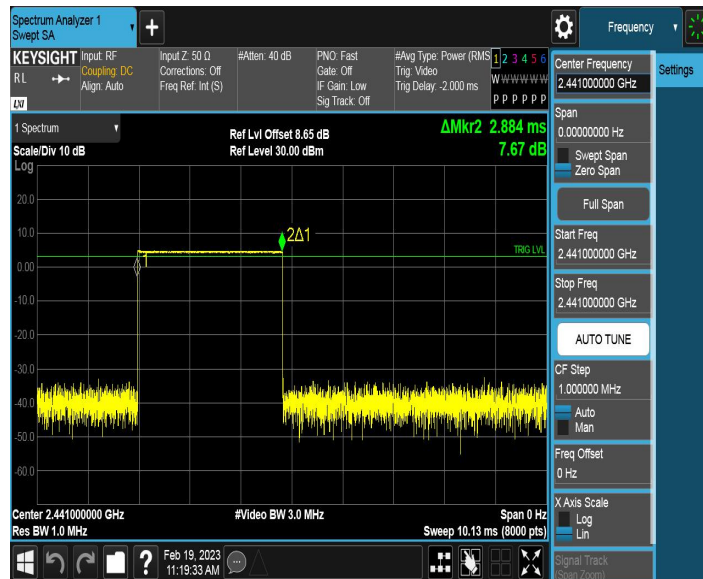 Spectrum Analyzer 1
Swept SA
+
Frequency
KEYSIGHT
RL
LXI
Input: RF
Coupling: DC
Align: Auto
Input Z: 50 Ω
Corrections: Off
Freq Ref: Int (S)
#Atten: 40 dB
PNO: Fast
Gate: Off
IF Gain: Low
Sig Track: Off
#Avg Type: Power (RMS
Trig: Video
Trig Delay: -2.000 ms
1 2 3 4 5 6
W W W W W W
P P P P P P
1 Spectrum
Scale/Div 10 dB
Log
Ref Lvl Offset 8.65 dB
Ref Level 30.00 dBm
ΔMkr2 2.884 ms
7.67 dB
20.0
10.0
0.00
-10.0
-20.0
-30.0
-40.0
-50.0
-60.0
2Δ1
TRIG LVL
Center 2.441000000 GHz
Res BW 1.0 MHz
#Video BW 3.0 MHz
Span 0 Hz
Sweep 10.13 ms (8000 pts)
Center Frequency
2.441000000 GHz
Settings
Span
0.00000000 Hz
Swept Span
Zero Span
Full Span
Start Freq
2.441000000 GHz
Stop Freq
2.441000000 GHz
AUTO TUNE
CF Step
1.000000 MHz
Auto
Man
Freq Offset
0 Hz
X Axis Scale
Log
Lin
Signal Track
(Span Zoom)
?
Feb 19, 2023
11:19:33 AM